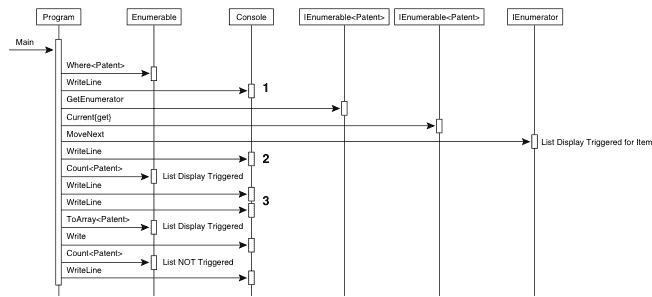 Program
Enumerable
Console
IEnumerable<Patent>
IEnumerable<Patent>
IEnumerator
Main
Where<Patent>
WriteLine
1
GetEnumerator
Current{get}
MoveNext
List Display Triggered for Item
WriteLine
2
Count<Patent>
List Display Triggered
WriteLine
WriteLine
3
ToArray<Patent>
List Display Triggered
Write
Count<Patent>
List NOT Triggered
WriteLine